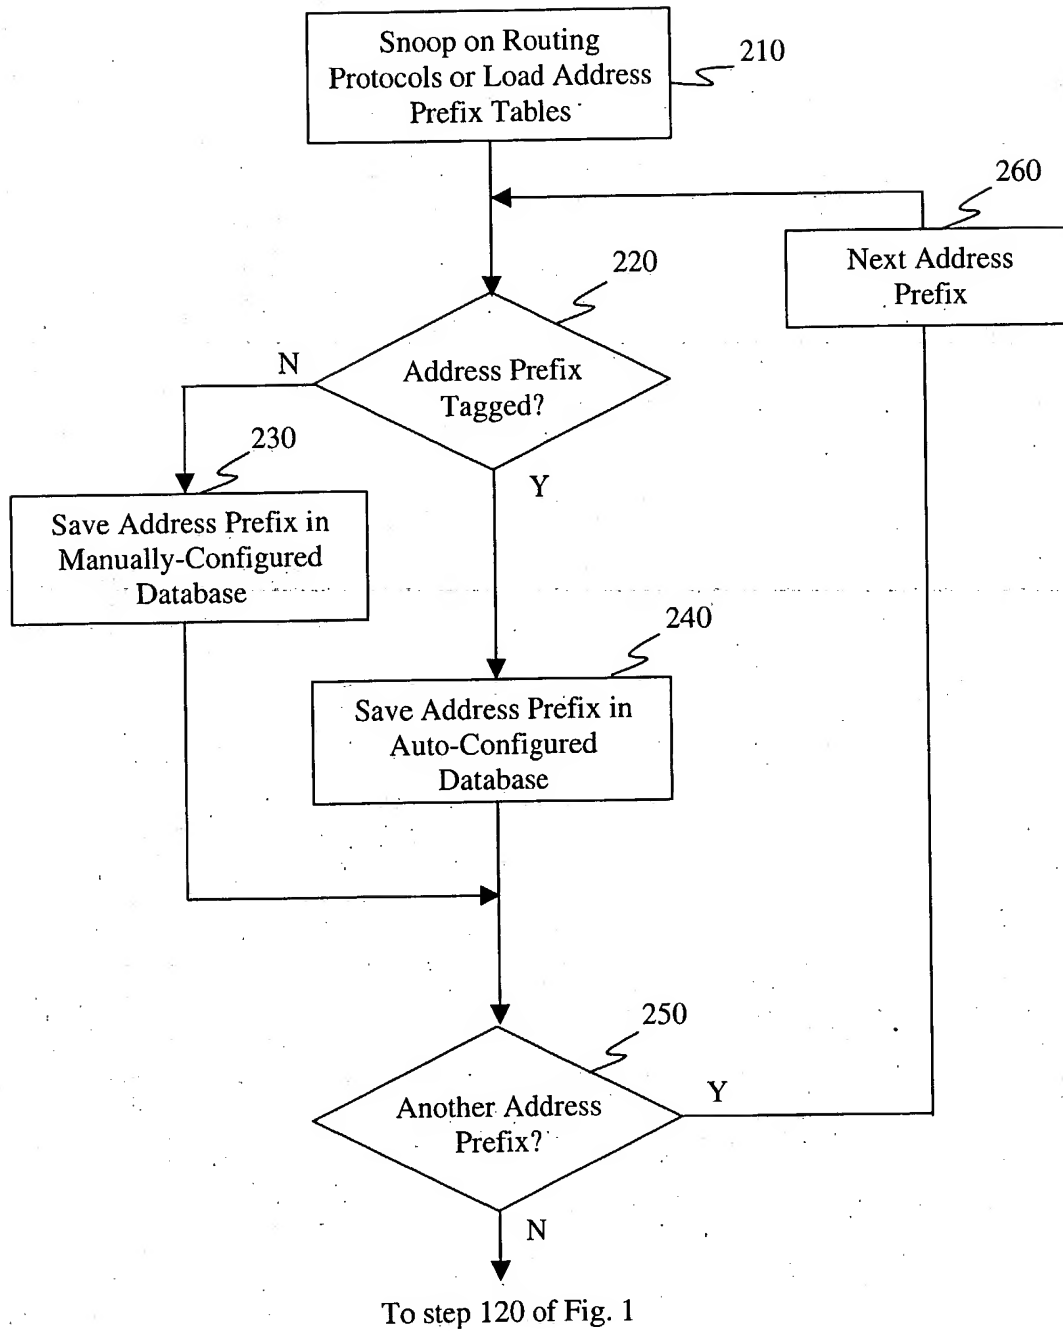 Snoop on Routing
Protocols or Load Address
Prefix Tables
210
260
Next Address
Prefix
220
Address Prefix
Tagged?
N
Y
230
Save Address Prefix in
Manually-Configured
Database
240
Save Address Prefix in
Auto-Configured
Database
250
Another Address
Prefix?
Y
N
To step 120 of Fig. 1